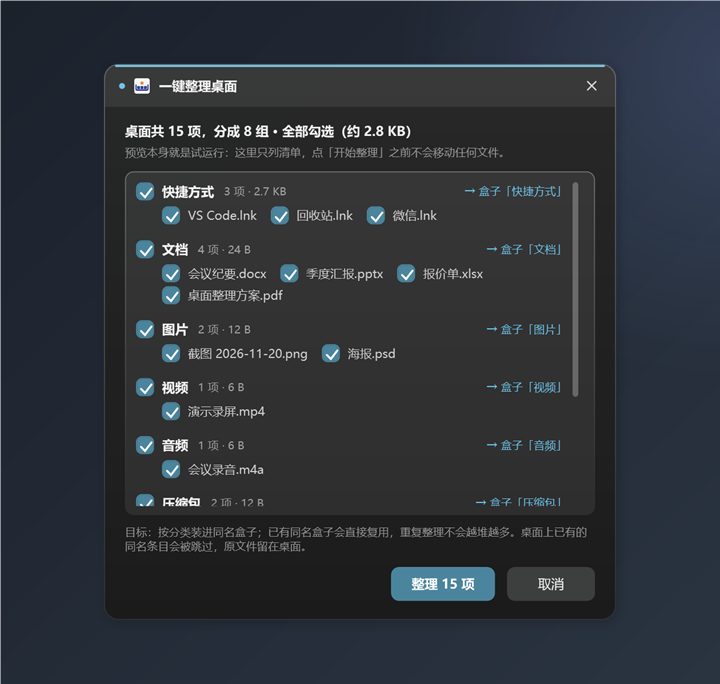 一键整理桌面
桌面共 15 项，分成 8 组 • 全部勾选（约 2.8 KB）
预览本身就是试运行：这里只列清单，点「开始整理」之前不会移动任何文件。
快捷方式 3 项 · 2.7 KB → 盒子「快捷方式」
VS Code.lnk 回收站.lnk 微信.lnk
文档 4 项 · 24 B → 盒子「文档」
会议纪要.docx 季度汇报.pptx 报价单.xlsx
桌面整理方案.pdf
图片 2 项 · 12 B → 盒子「图片」
截图 2026-11-20.png 海报.psd
视频 1 项 · 6 B → 盒子「视频」
演示录屏.mp4
音频 1 项 · 6 B → 盒子「音频」
会议录音.m4a
压缩包 2 项 · 12 B → 盒子「压缩包」
目标：按分类装进同名盒子；已有同名盒子会直接复用，重复整理不会越堆越多。桌面上已有的
同名条目会被跳过，原文件留在桌面。
整理 15 项 取消